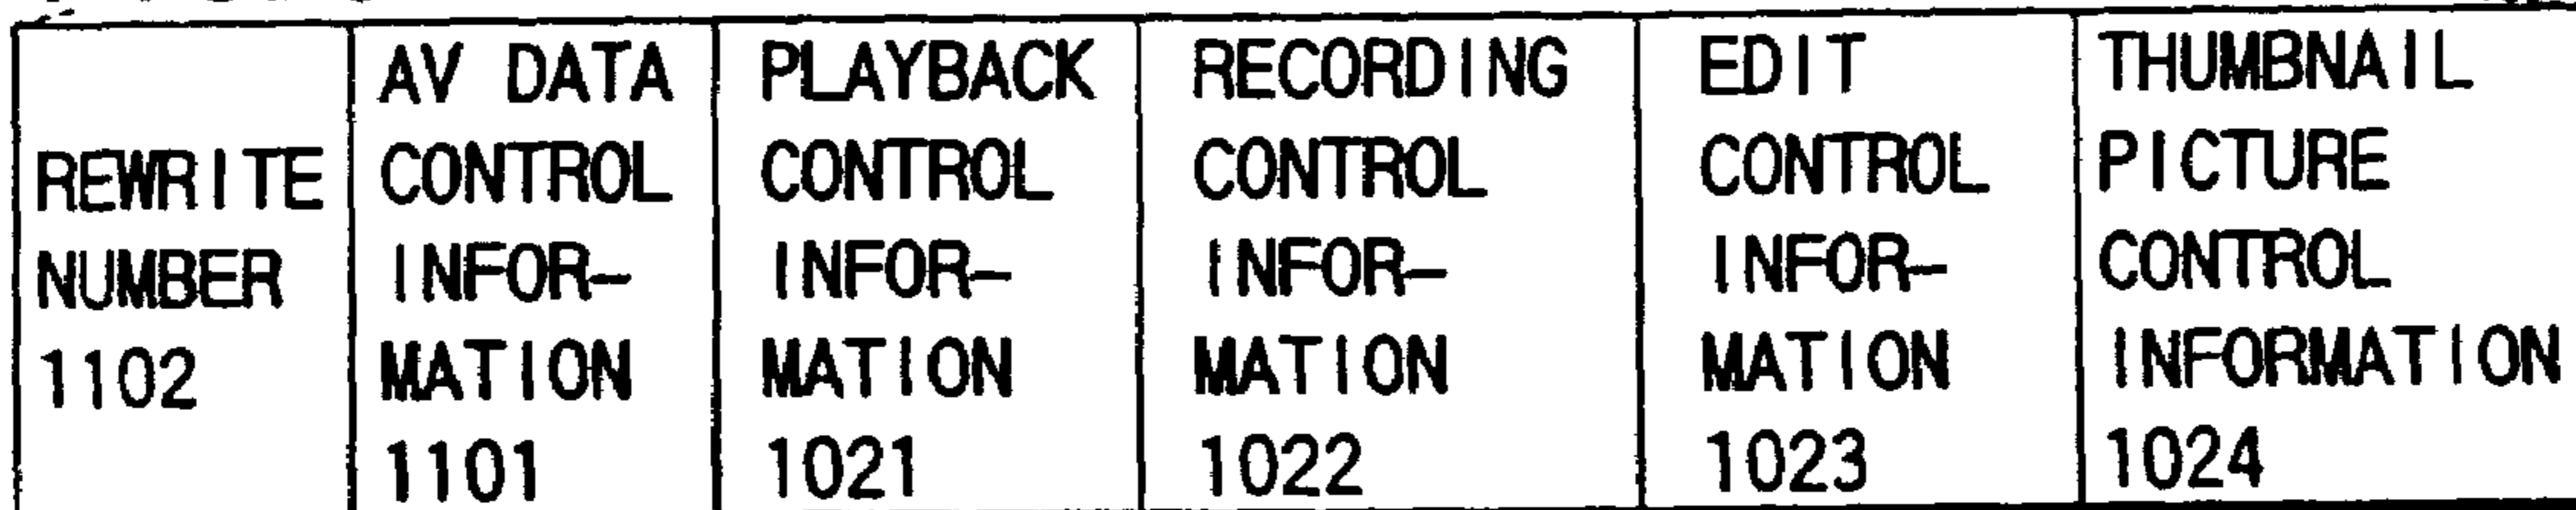 REWRITE
NUMBER
1102
AV DATA
CONTROL
INFOR-
MATION
1101
PLAYBACK
CONTROL
INFOR-
MATION
1021
RECORDING
CONTROL
INFOR-
MATION
1022
EDIT
CONTROL
INFOR-
MATION
1023
THUMBNAIL
PICTURE
CONTROL
INFORMATION
1024